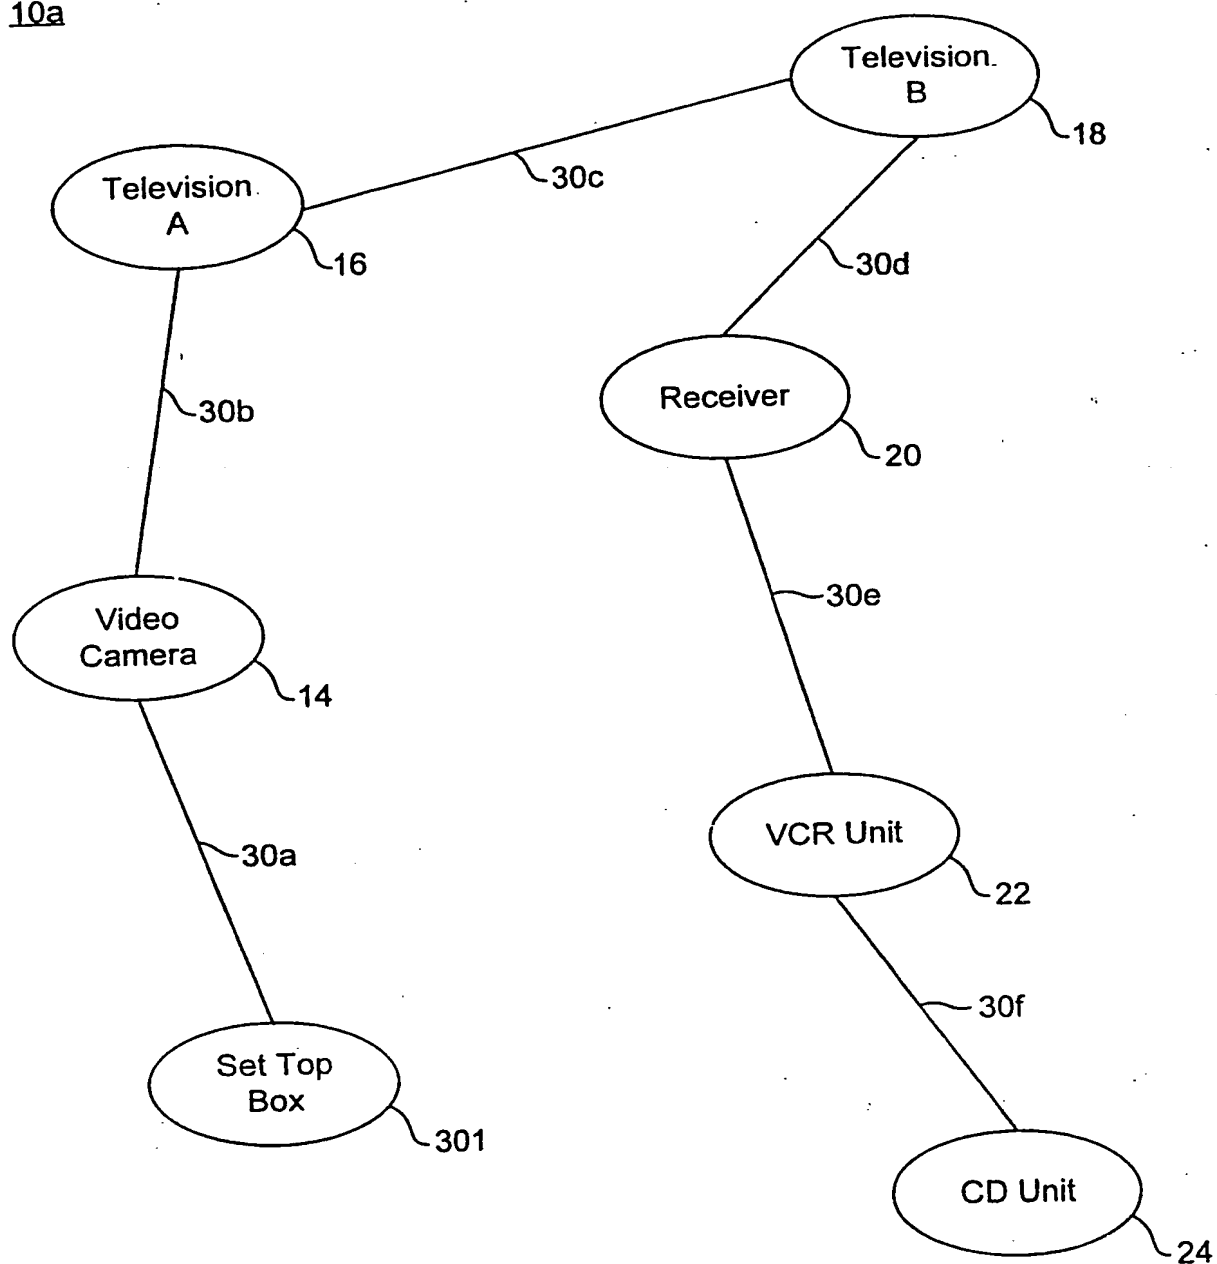 10a
Television
B
18
30c
Television
A
16
30d
30b
Receiver
20
30e
Video
Camera
14
VCR Unit
22
30a
30f
Set Top
Box
301
CD Unit
24